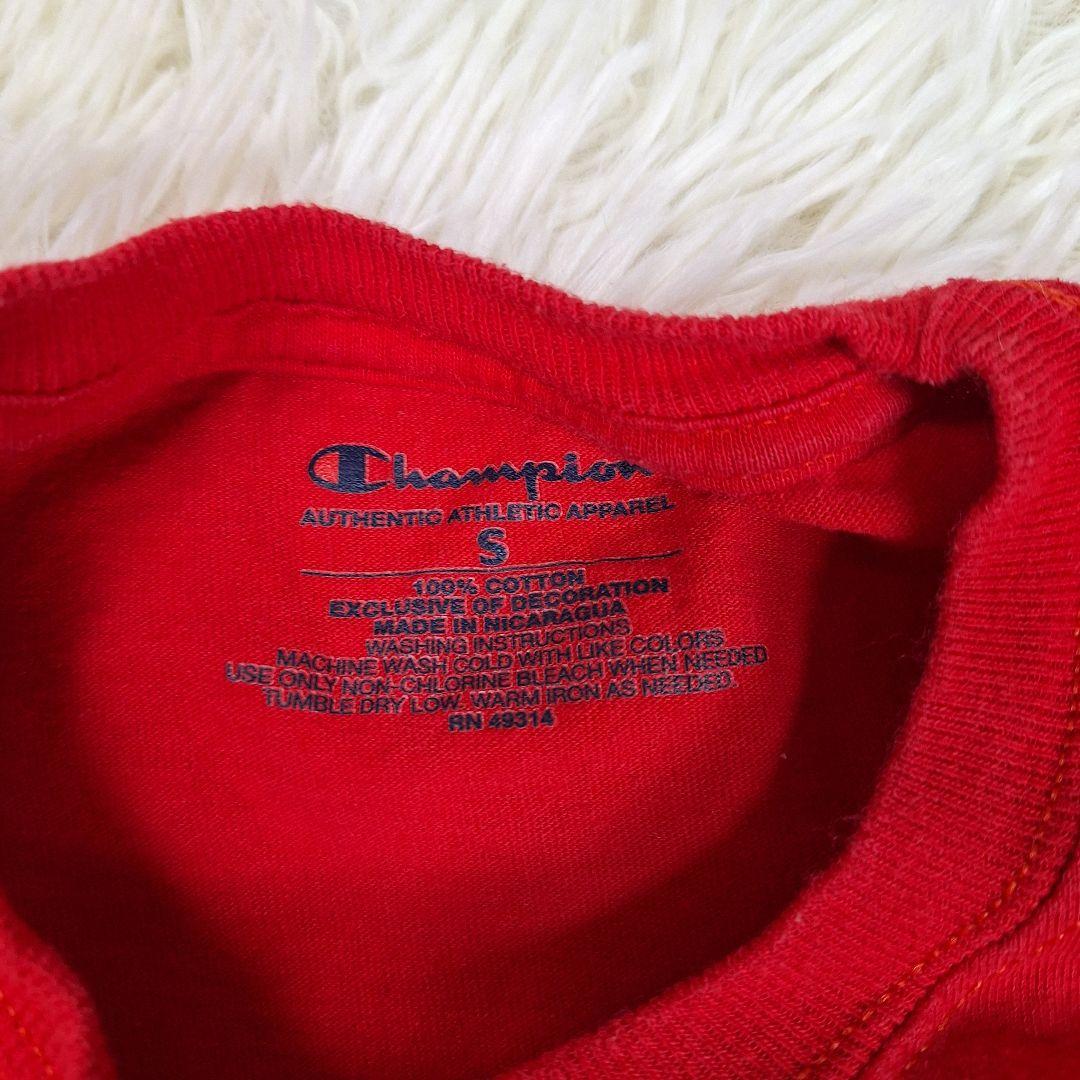 Champion
AUTHENTIC ATHLETIC APPAREL
S
100% COTTON
EXCLUSIVE OF DECORATION
MADE IN NICARAGUA
WASHING INSTRUCTIONS
MACHINE WASH COLD WITH LIKE COLORS
USE ONLY NON-CHLORINE BLEACH WHEN NEEDED
TUMBLE DRY LOW. WARM IRON AS NEEDED.
RN 49314